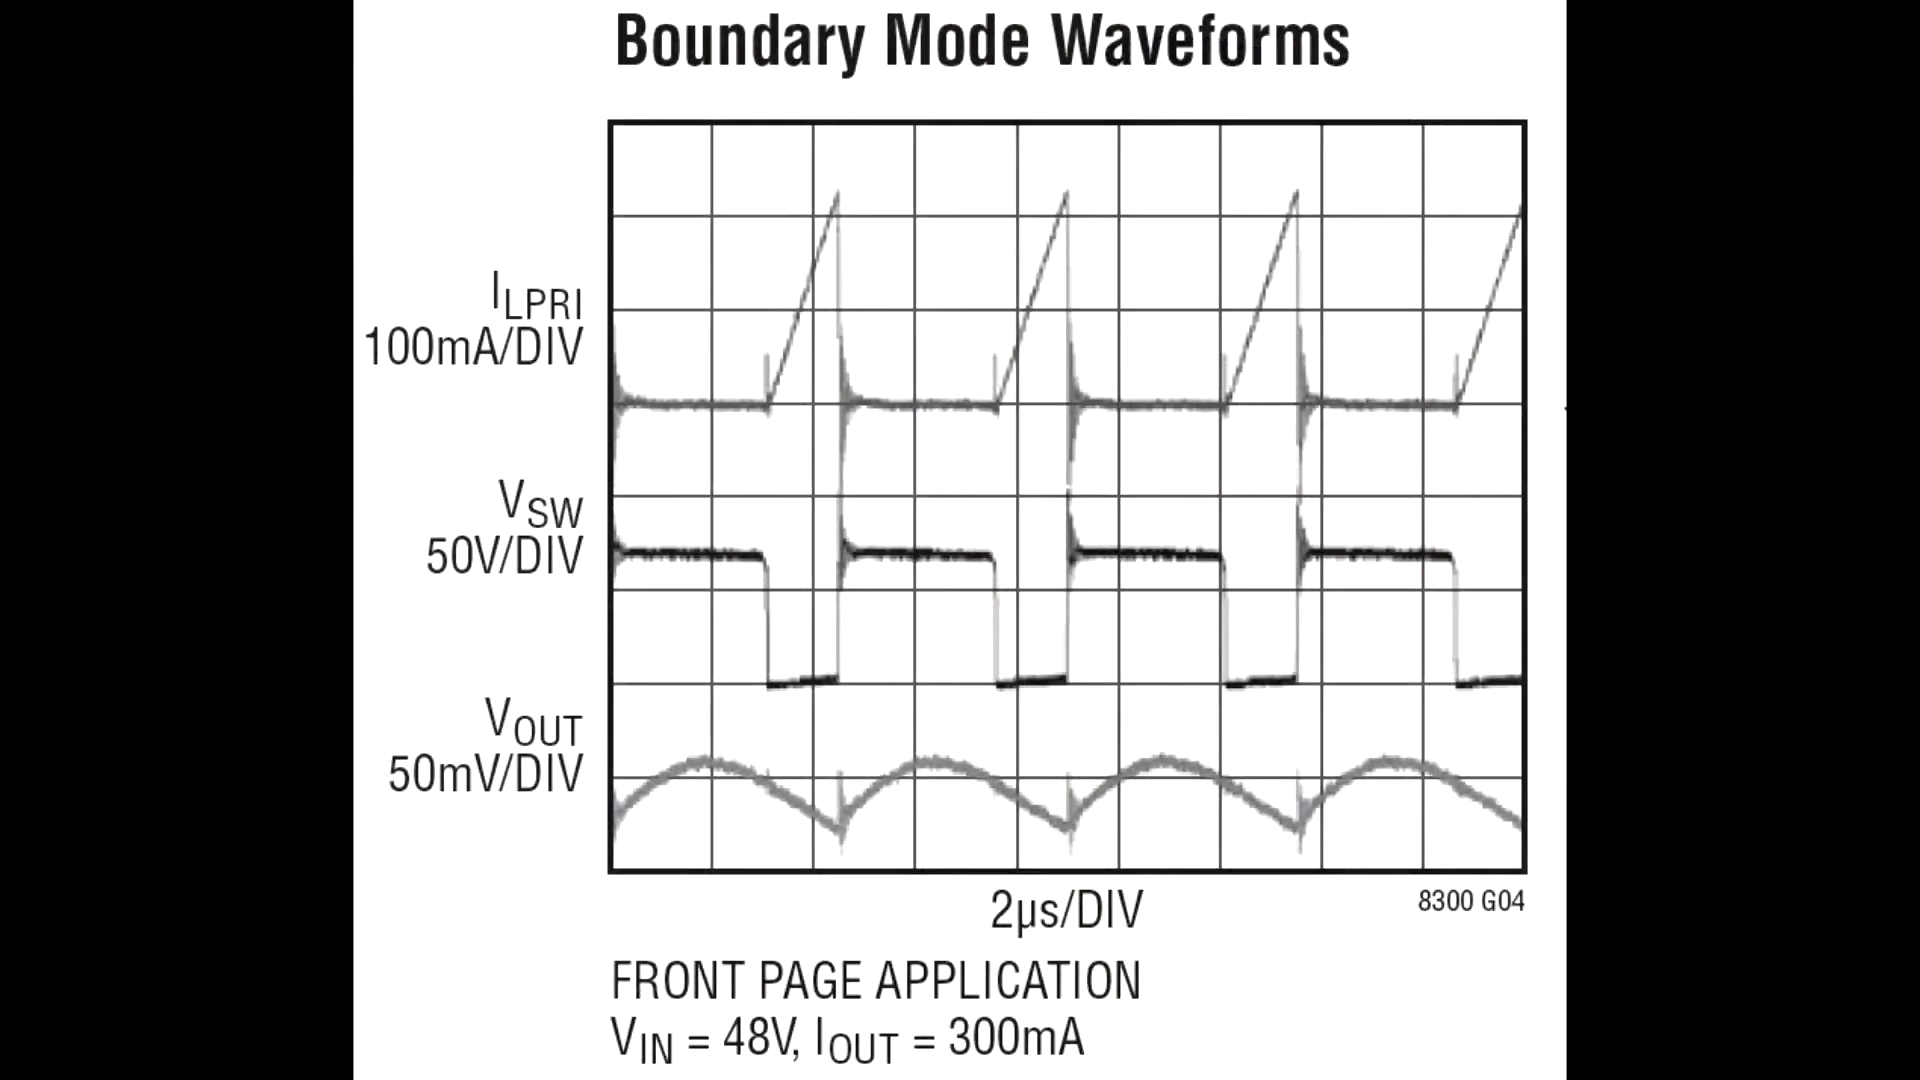 Boundary Mode Waveforms
ILPRI
100mA/DIV
VSW
50V/DIV
VOUT
50mV/DIV
2µs/DIV
8300 G04
FRONT PAGE APPLICATION
VIN = 48V, IOUT = 300mA